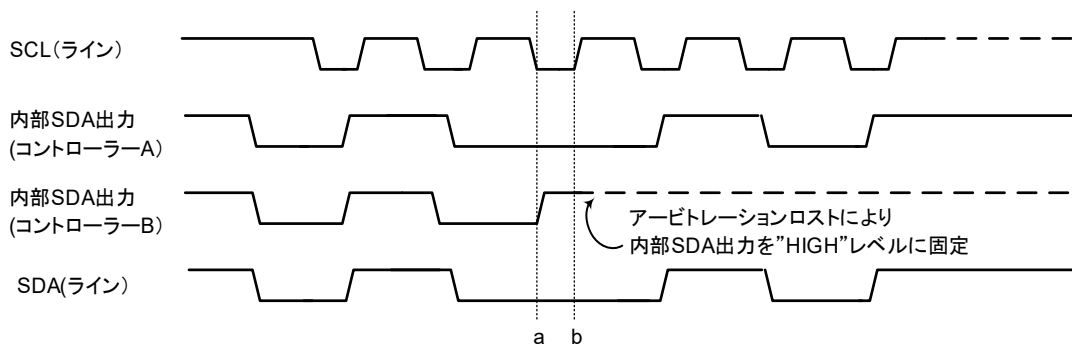 SCL(ライン)
内部SDA出力
(コントローラーA)
内部SDA出力
(コントローラーB)
アービトレーションロストにより
内部SDA出力を”HIGH”レベルに固定
SDA(ライン)
a b